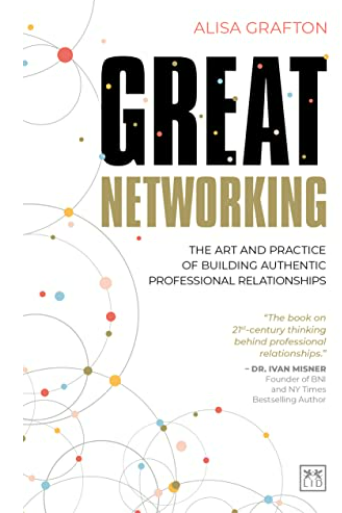 ALISA GRAFTON
GREAT
NETWORKING
THE ART AND PRACTICE
OF BUILDING AUTHENTIC
PROFESSIONAL RELATIONSHIPS
“The book on
21st-century thinking
behind professional
relationships.”
– DR. IVAN MISNER
Founder of BNI
and NY Times
Bestselling Author
LID